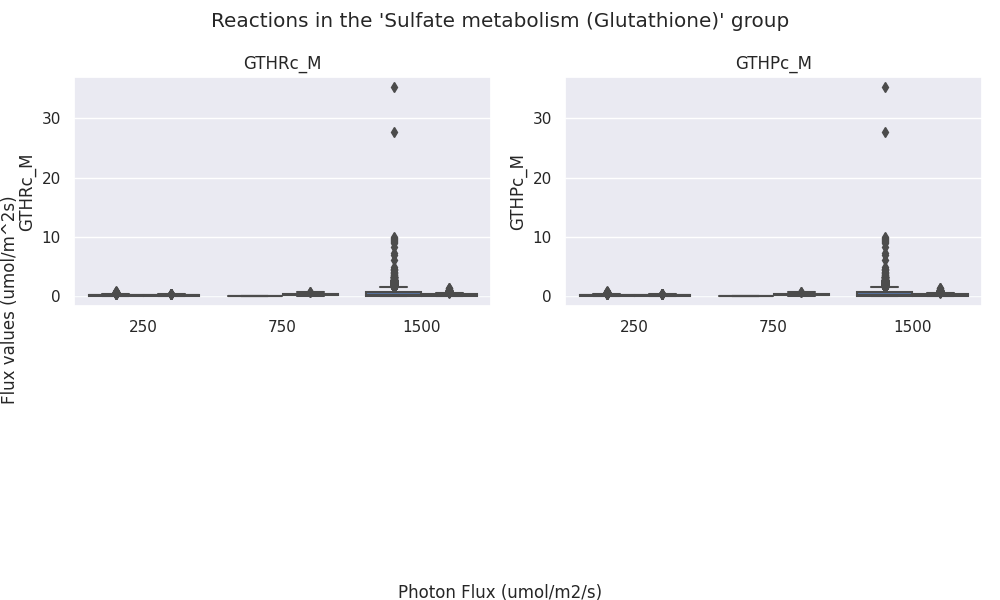 Reactions in the 'Sulfate metabolism (Glutathione)' group
GTHRc_M
GTHPc_M
30
20
10
0
GTHRc_M
250
750
1500
30
20
10
0
GTHPc_M
250
750
1500
Flux values (umol/m^2s)
Photon Flux (umol/m2/s)